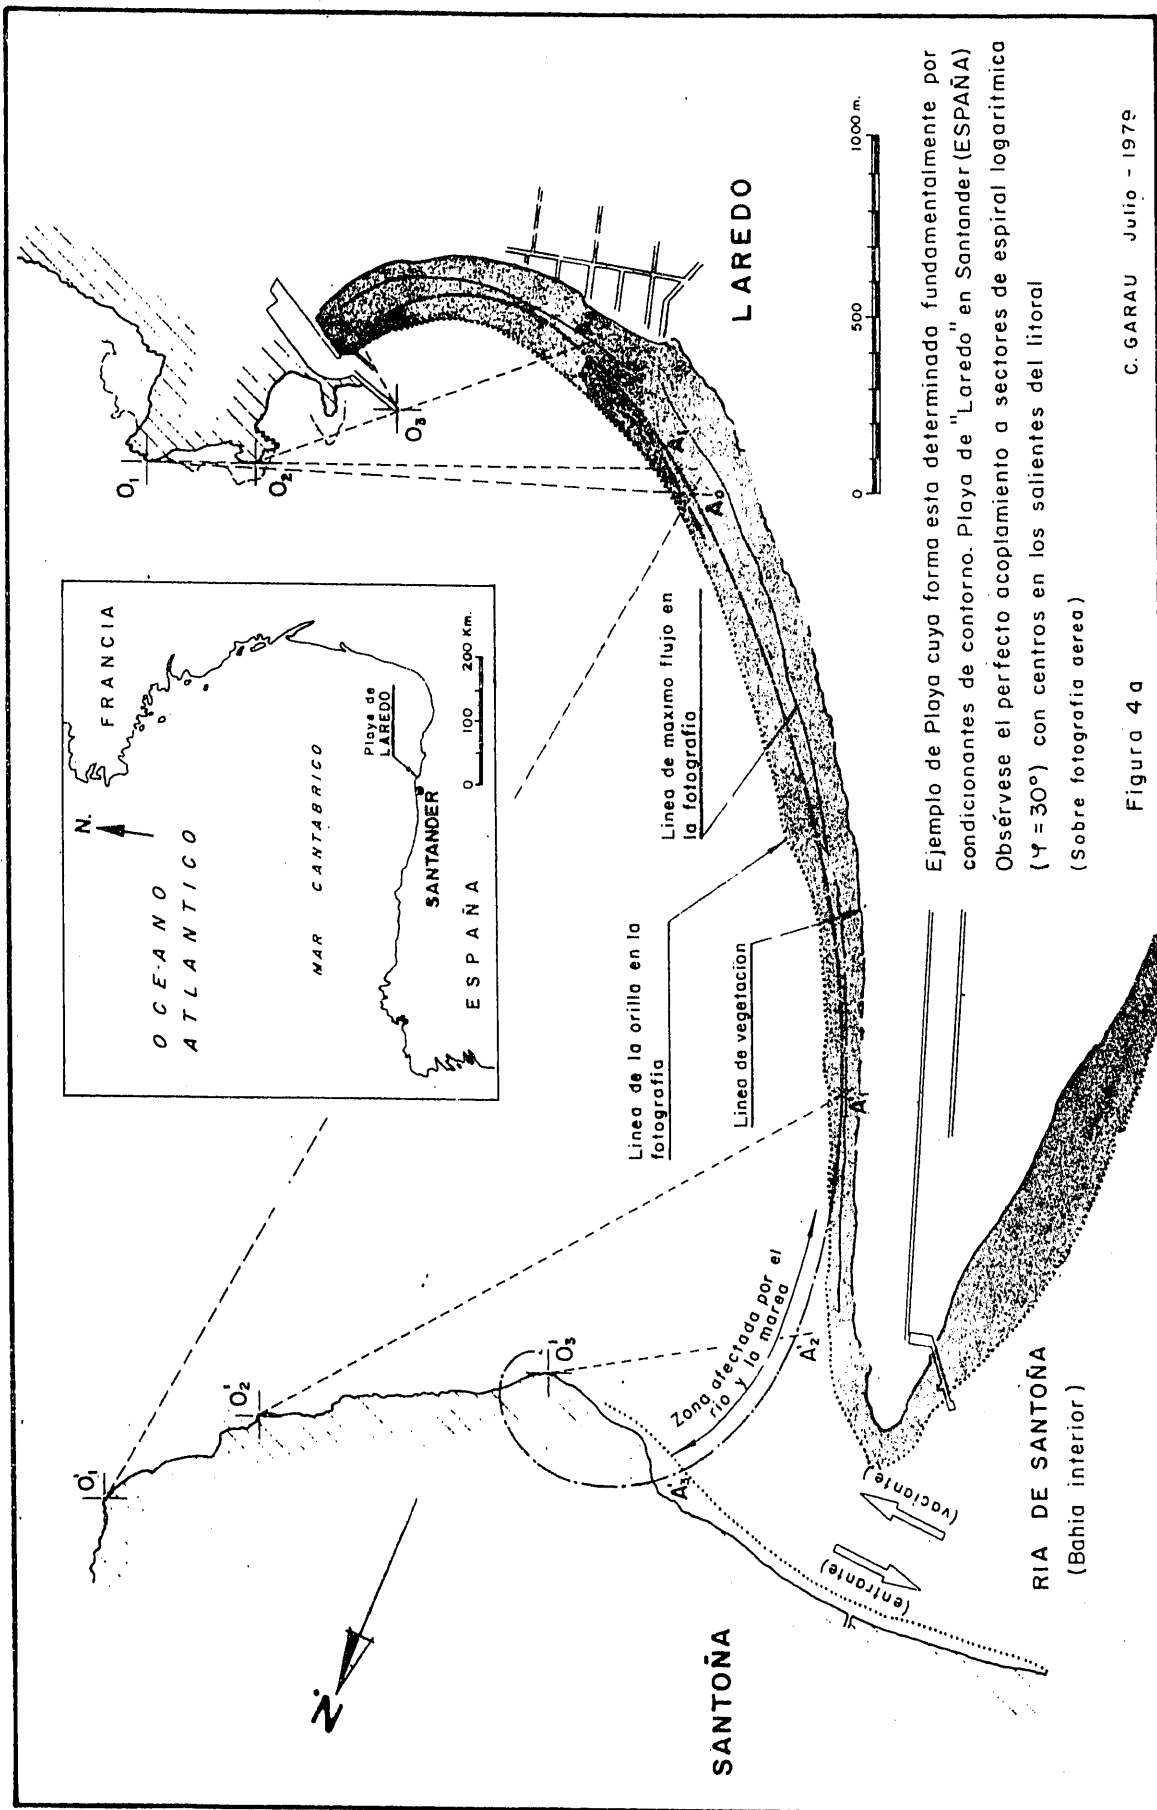 N.
FRANCIA
OCEANO
ATLANTICO
MAR CANTABRICO
Playa de
LAREDO
SANTANDER
ESPAÑA
0 100 200 Km.
N.
O₁
O₂
O₃
O'₁
O'₂
O'₃
A₀
A₁
A'₁
A'₂
A'₃
SANTOÑA
LAREDO
Linea de la orilla en la
fotografia
Linea de maximo flujo en
la fotografia
Linea de vegetacion
Zona afectada por el
rio y la marea
(entrante)
(vaciante)
RIA DE SANTOÑA
(Bahia interior)
0 500 1000 m.
Ejemplo de Playa cuya forma esta determinada fundamentalmente por
condicionantes de contorno. Playa de "Laredo" en Santander (ESPAÑA)
Obsérvese el perfecto acoplamiento a sectores de espiral logaritmica
(Ψ = 30°) con centros en los salientes del litoral
(Sobre fotografia aerea)
Figura 4a
C. GARAU Julio - 1979